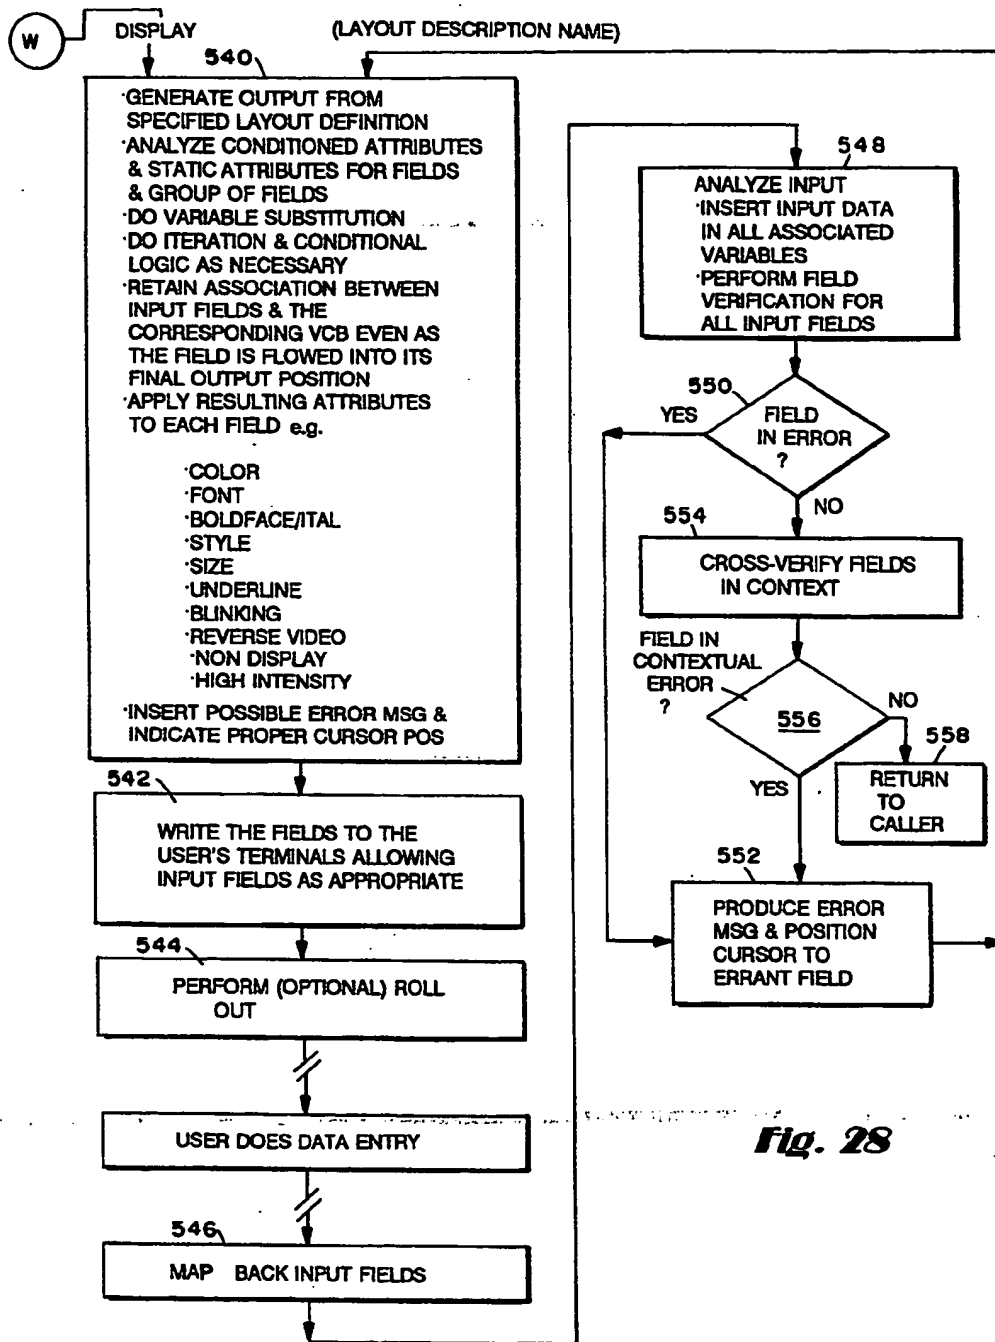 W
DISPLAY
(LAYOUT DESCRIPTION NAME)
540
·GENERATE OUTPUT FROM
SPECIFIED LAYOUT DEFINITION
·ANALYZE CONDITIONED ATTRIBUTES
& STATIC ATTRIBUTES FOR FIELDS
& GROUP OF FIELDS
·DO VARIABLE SUBSTITUTION
·DO ITERATION & CONDITIONAL
LOGIC AS NECESSARY
·RETAIN ASSOCIATION BETWEEN
INPUT FIELDS & THE
CORRESPONDING VCB EVEN AS
THE FIELD IS FLOWED INTO ITS
FINAL OUTPUT POSITION
·APPLY RESULTING ATTRIBUTES
TO EACH FIELD e.g.
·COLOR
·FONT
·BOLDFACE/ITAL
·STYLE
·SIZE
·UNDERLINE
·BLINKING
·REVERSE VIDEO
·NON DISPLAY
·HIGH INTENSITY
·INSERT POSSIBLE ERROR MSG &
INDICATE PROPER CURSOR POS
542
WRITE THE FIELDS TO THE
USER'S TERMINALS ALLOWING
INPUT FIELDS AS APPROPRIATE
544
PERFORM (OPTIONAL) ROLL
OUT
USER DOES DATA ENTRY
546
MAP BACK INPUT FIELDS
548
ANALYZE INPUT
·INSERT INPUT DATA
IN ALL ASSOCIATED
VARIABLES
·PERFORM FIELD
VERIFICATION FOR
ALL INPUT FIELDS
550
YES
FIELD
IN ERROR
?
NO
554
CROSS-VERIFY FIELDS
IN CONTEXT
FIELD IN
CONTEXTUAL
ERROR
?
556
NO
558
YES
RETURN
TO
CALLER
552
PRODUCE ERROR
MSG & POSITION
CURSOR TO
ERRANT FIELD
Fig. 28